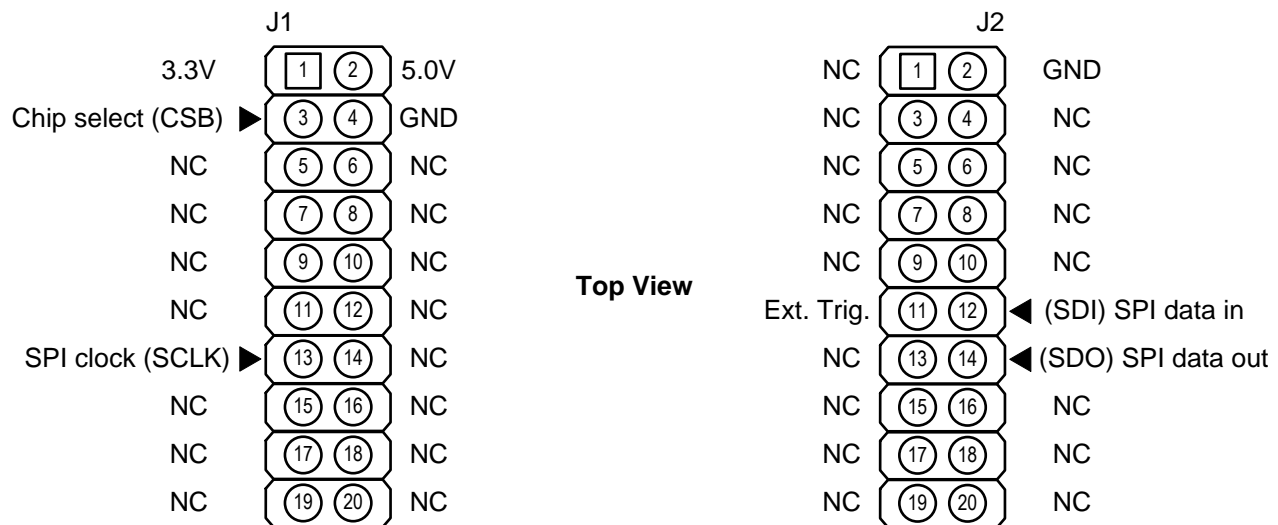 J1 J2
3.3V 1 2 5.0V NC 1 2 GND
Chip select (CSB) 3 4 GND NC 3 4 NC
NC 5 6 NC NC 5 6 NC
NC 7 8 NC NC 7 8 NC
NC 9 10 NC NC 9 10 NC
Top View
NC 11 12 NC Ext. Trig. 11 12 (SDI) SPI data in
SPI clock (SCLK) 13 14 NC NC 13 14 (SDO) SPI data out
NC 15 16 NC NC 15 16 NC
NC 17 18 NC NC 17 18 NC
NC 19 20 NC NC 19 20 NC